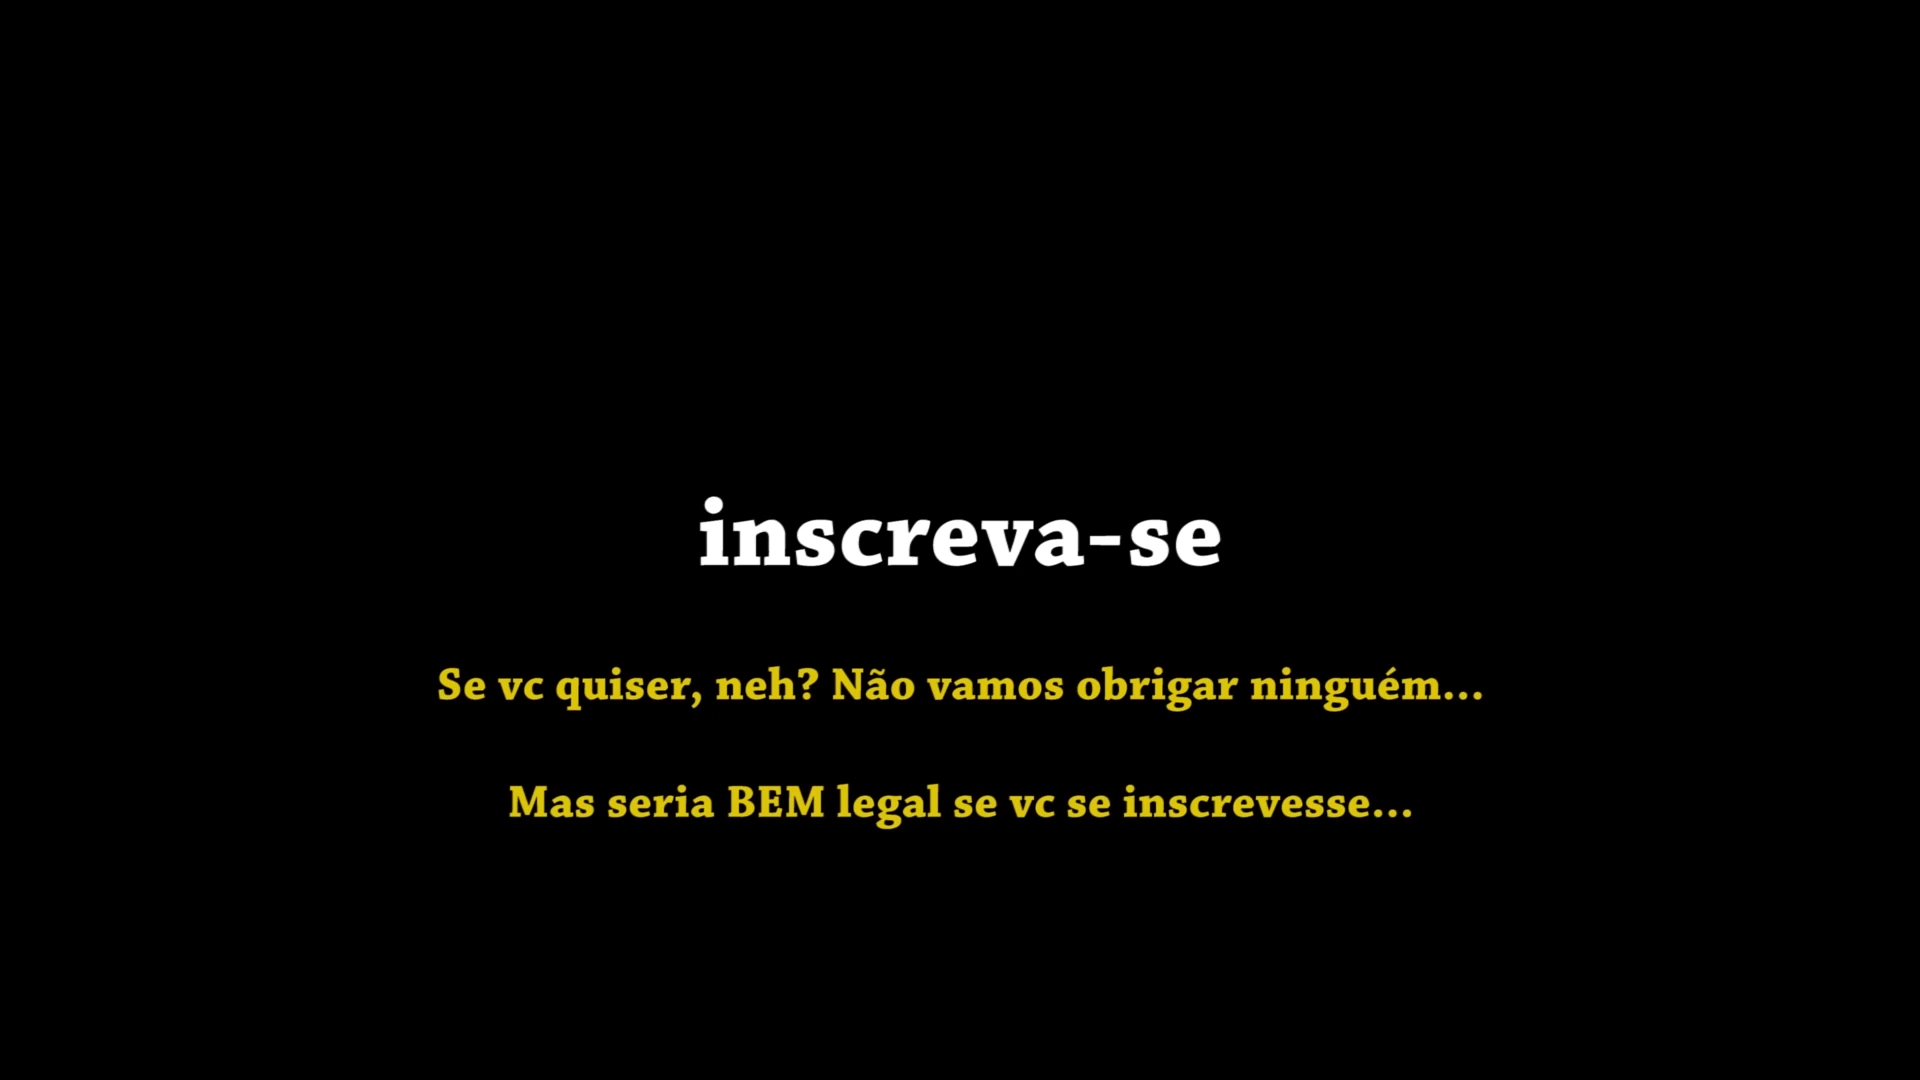 inscreva-se
Se vc quiser, neh? Não vamos obrigar ninguém...
Mas seria BEM legal se vc se inscrevesse...